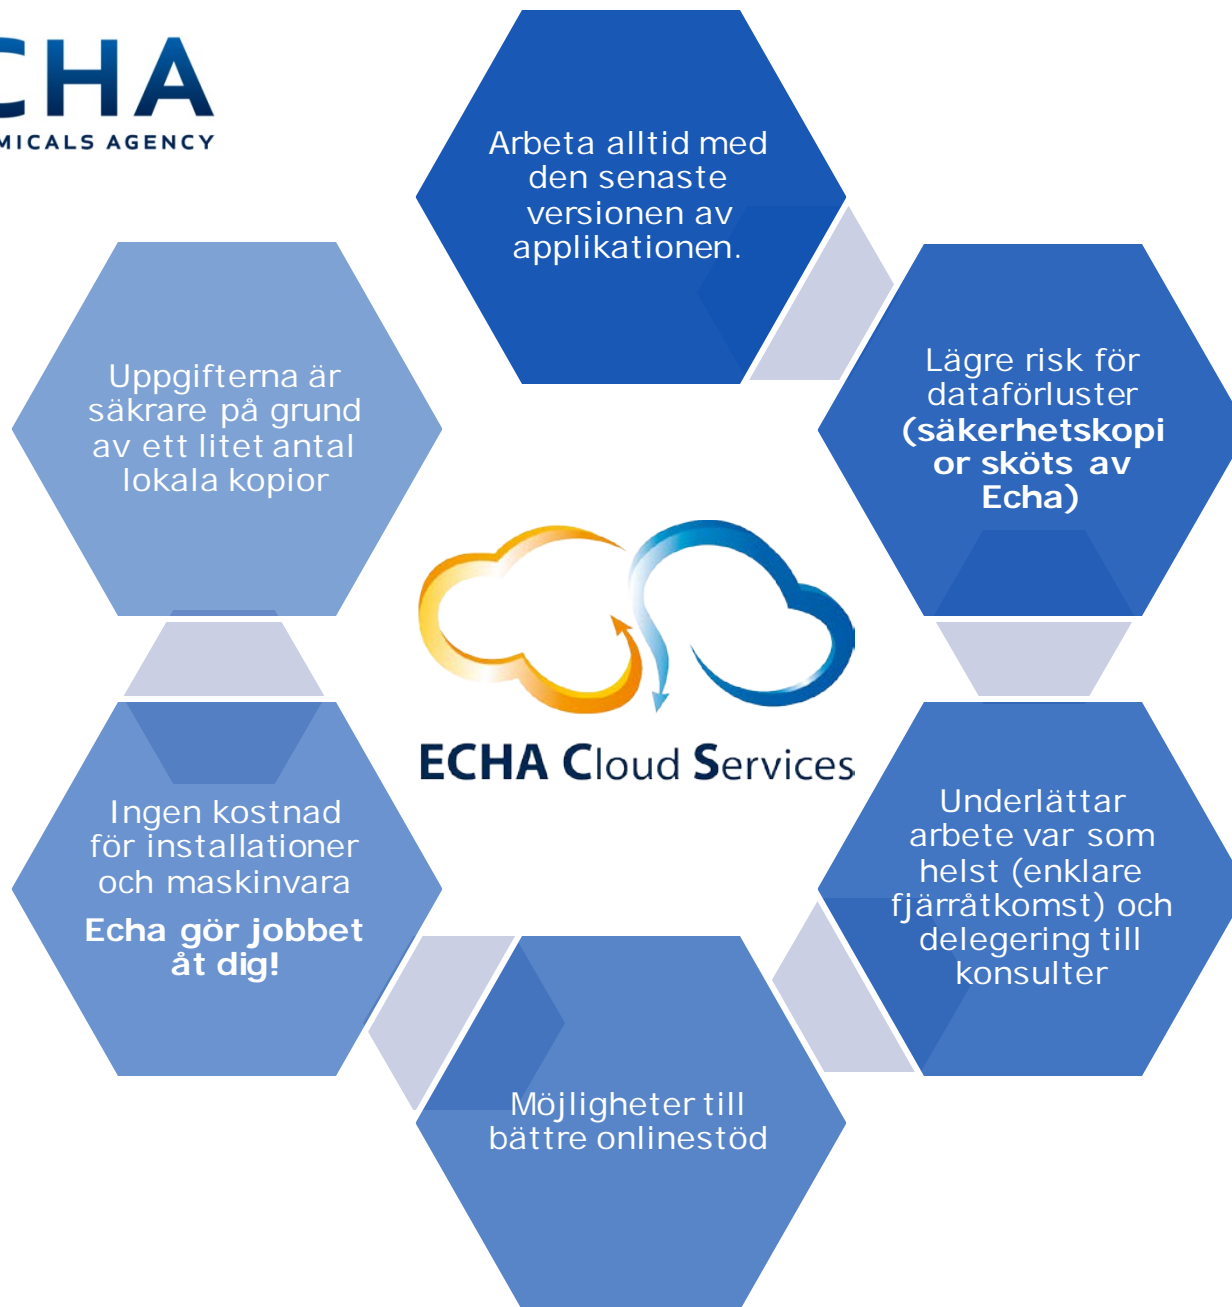 CHA
MICALS AGENCY
Arbeta alltid med
den senaste
versionen av
applikationen.
Lägre risk för
dataförluster
(säkerhetskopi
or sköts av
Echa)
Underlättar
arbete var som
helst (enklare
fjärråtkomst) och
delegering till
konsulter
Möjligheter till
bättre onlinestöd
Ingen kostnad
för installationer
och maskinvara
Echa gör jobbet
åt dig!
Uppgifterna är
säkrare på grund
av ett litet antal
lokala kopior
ECHA Cloud Services